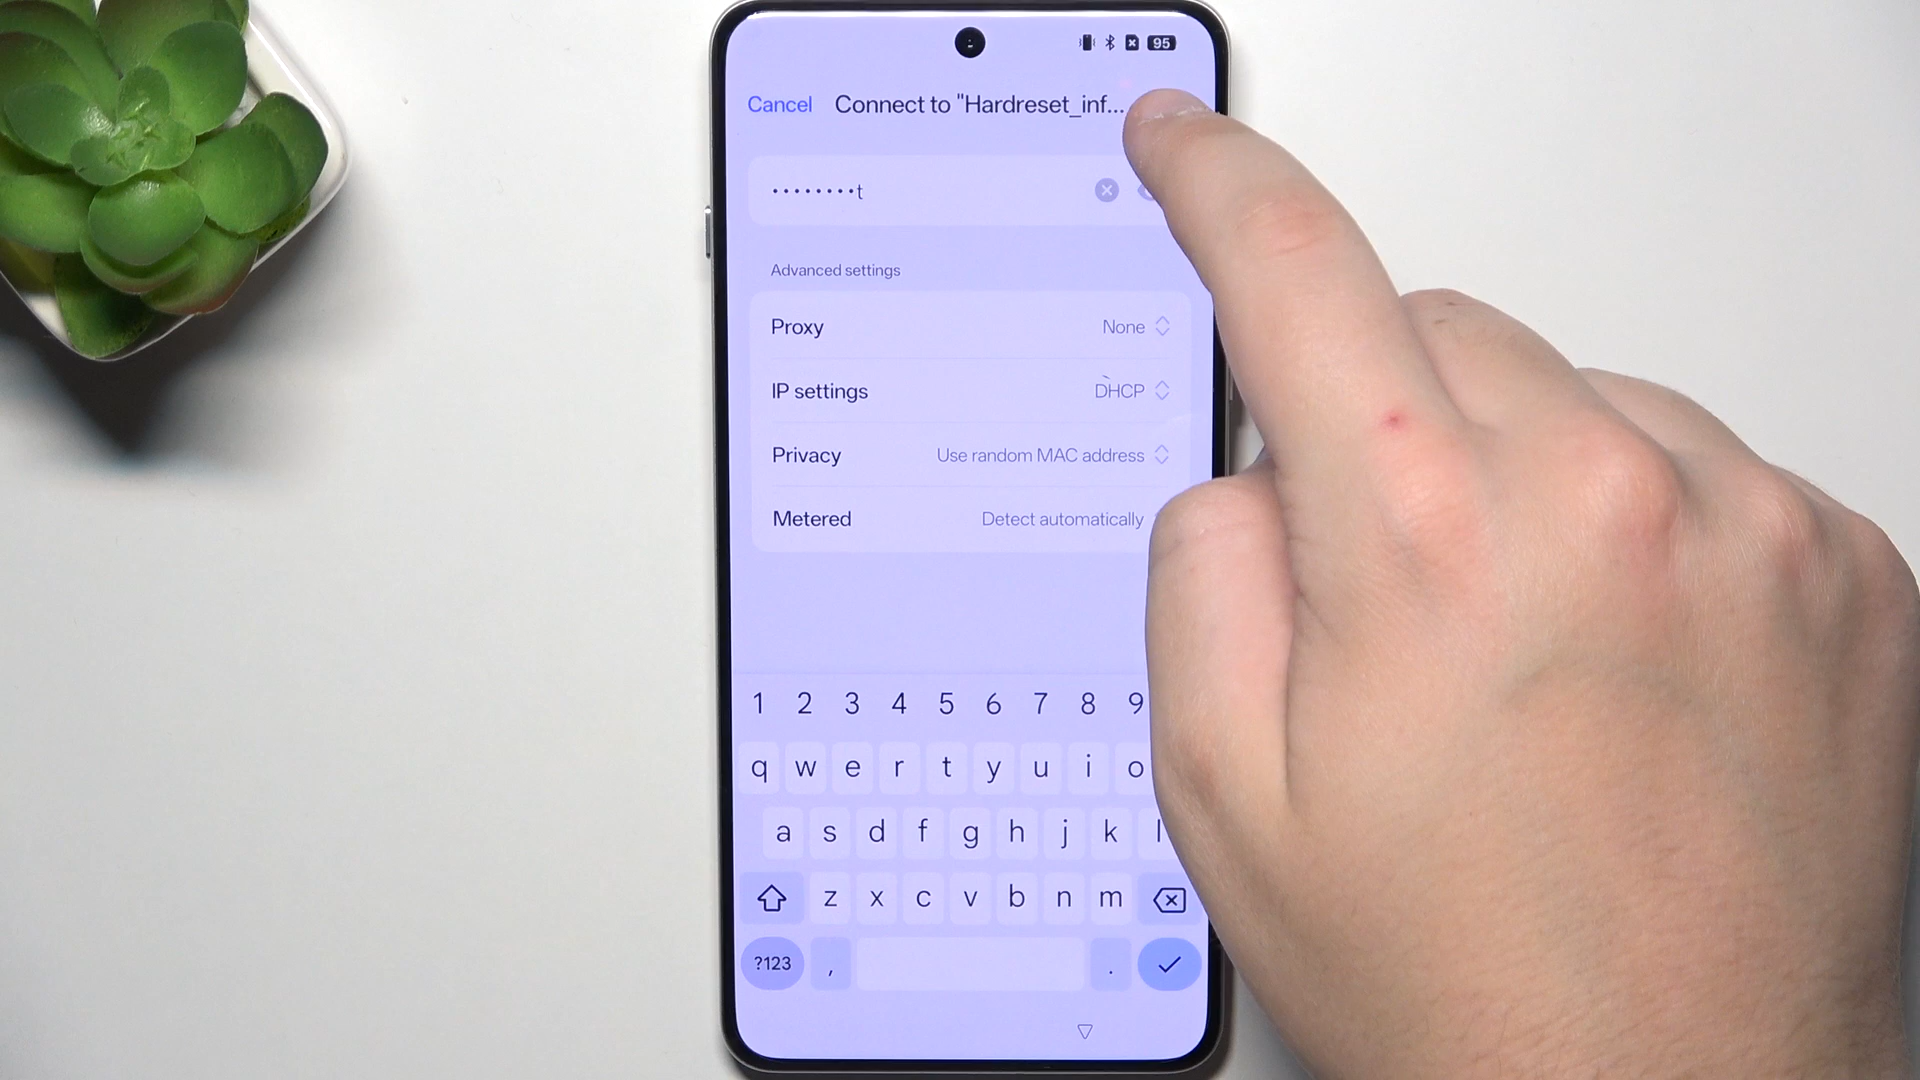 95
Cancel Connect to "Hardreset_inf...
••••••••t
Advanced settings
Proxy None
IP settings DHCP
Privacy Use random MAC address
Metered Detect automatically
1 2 3 4 5 6 7 8 9
q w e r t y u i o
a s d f g h j k l
z x c v b n m
?123 , .